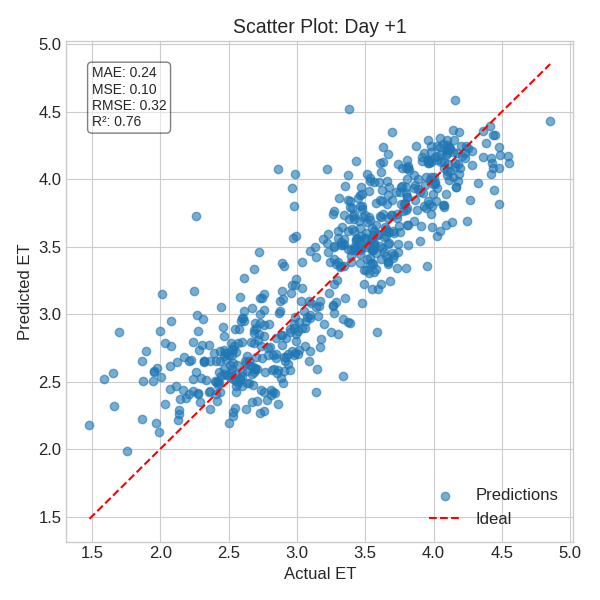 Scatter Plot: Day +1
MAE: 0.24
MSE: 0.10
RMSE: 0.32
R²: 0.76
Predicted ET
5.0
4.5
4.0
3.5
3.0
2.5
2.0
1.5
Predictions
Ideal
1.5 2.0 2.5 3.0 3.5 4.0 4.5 5.0
Actual ET